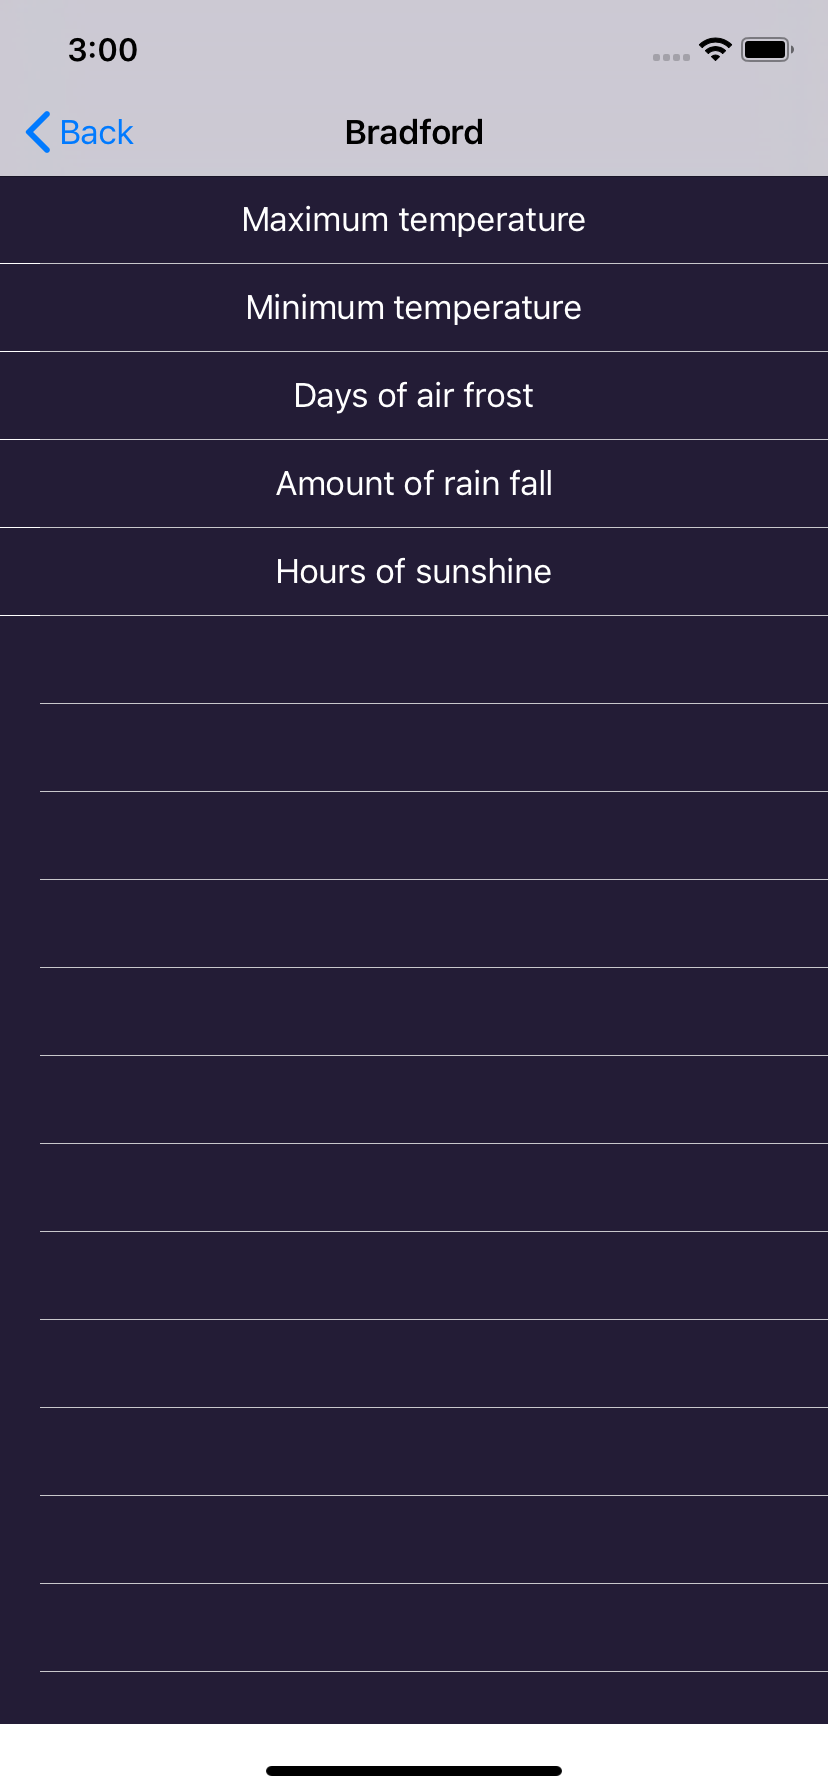 3:00
Back
Bradford
Maximum temperature
Minimum temperature
Days of air frost
Amount of rain fall
Hours of sunshine